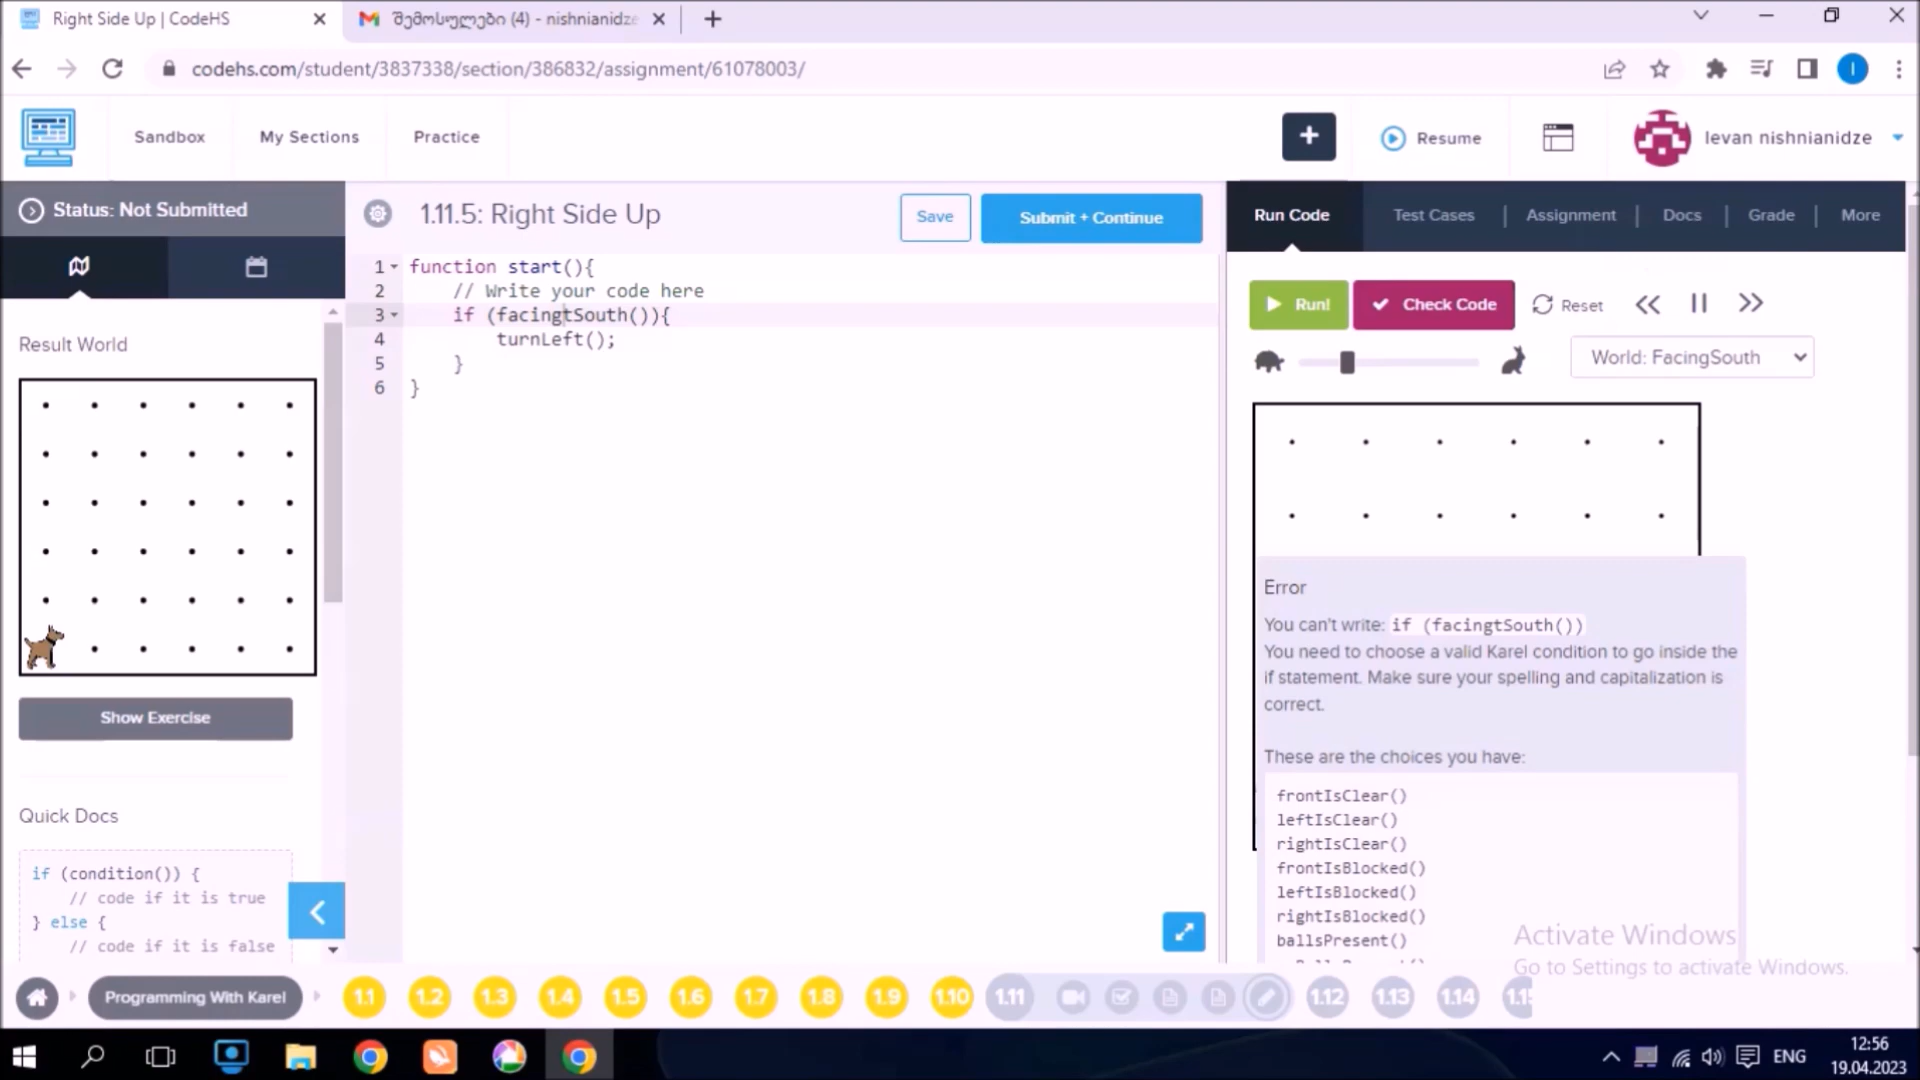 Right Side Up | CodeHS
შემოსულები (4) - nishnianidze
codehs.com/student/3837338/section/386832/assignment/61078003/
I
Sandbox
My Sections
Practice
+
Resume
levan nishnianidze
Status: Not Submitted
1.11.5: Right Side Up
Save
Submit + Continue
Run Code
Test Cases
Assignment
Docs
Grade
More
Result World
Show Exercise
Quick Docs
if (condition()) {
// code if it is true
} else {
// code if it is false
1 function start(){
2 // Write your code here
3 if (facingtSouth()){
4 turnLeft();
5 }
6 }
Run!
Check Code
Reset
World: FacingSouth
Error
You can't write: if (facingtSouth())
You need to choose a valid Karel condition to go inside the
if statement. Make sure your spelling and capitalization is
correct.
These are the choices you have:
frontIsClear()
leftIsClear()
rightIsClear()
frontIsBlocked()
leftIsBlocked()
rightIsBlocked()
ballsPresent()
Activate Windows
Go to Settings to activate Windows.
Programming With Karel
1.1
1.2
1.3
1.4
1.5
1.6
1.7
1.8
1.9
1.10
1.11
1.12
1.13
1.14
ENG
12:56
19.04.2023